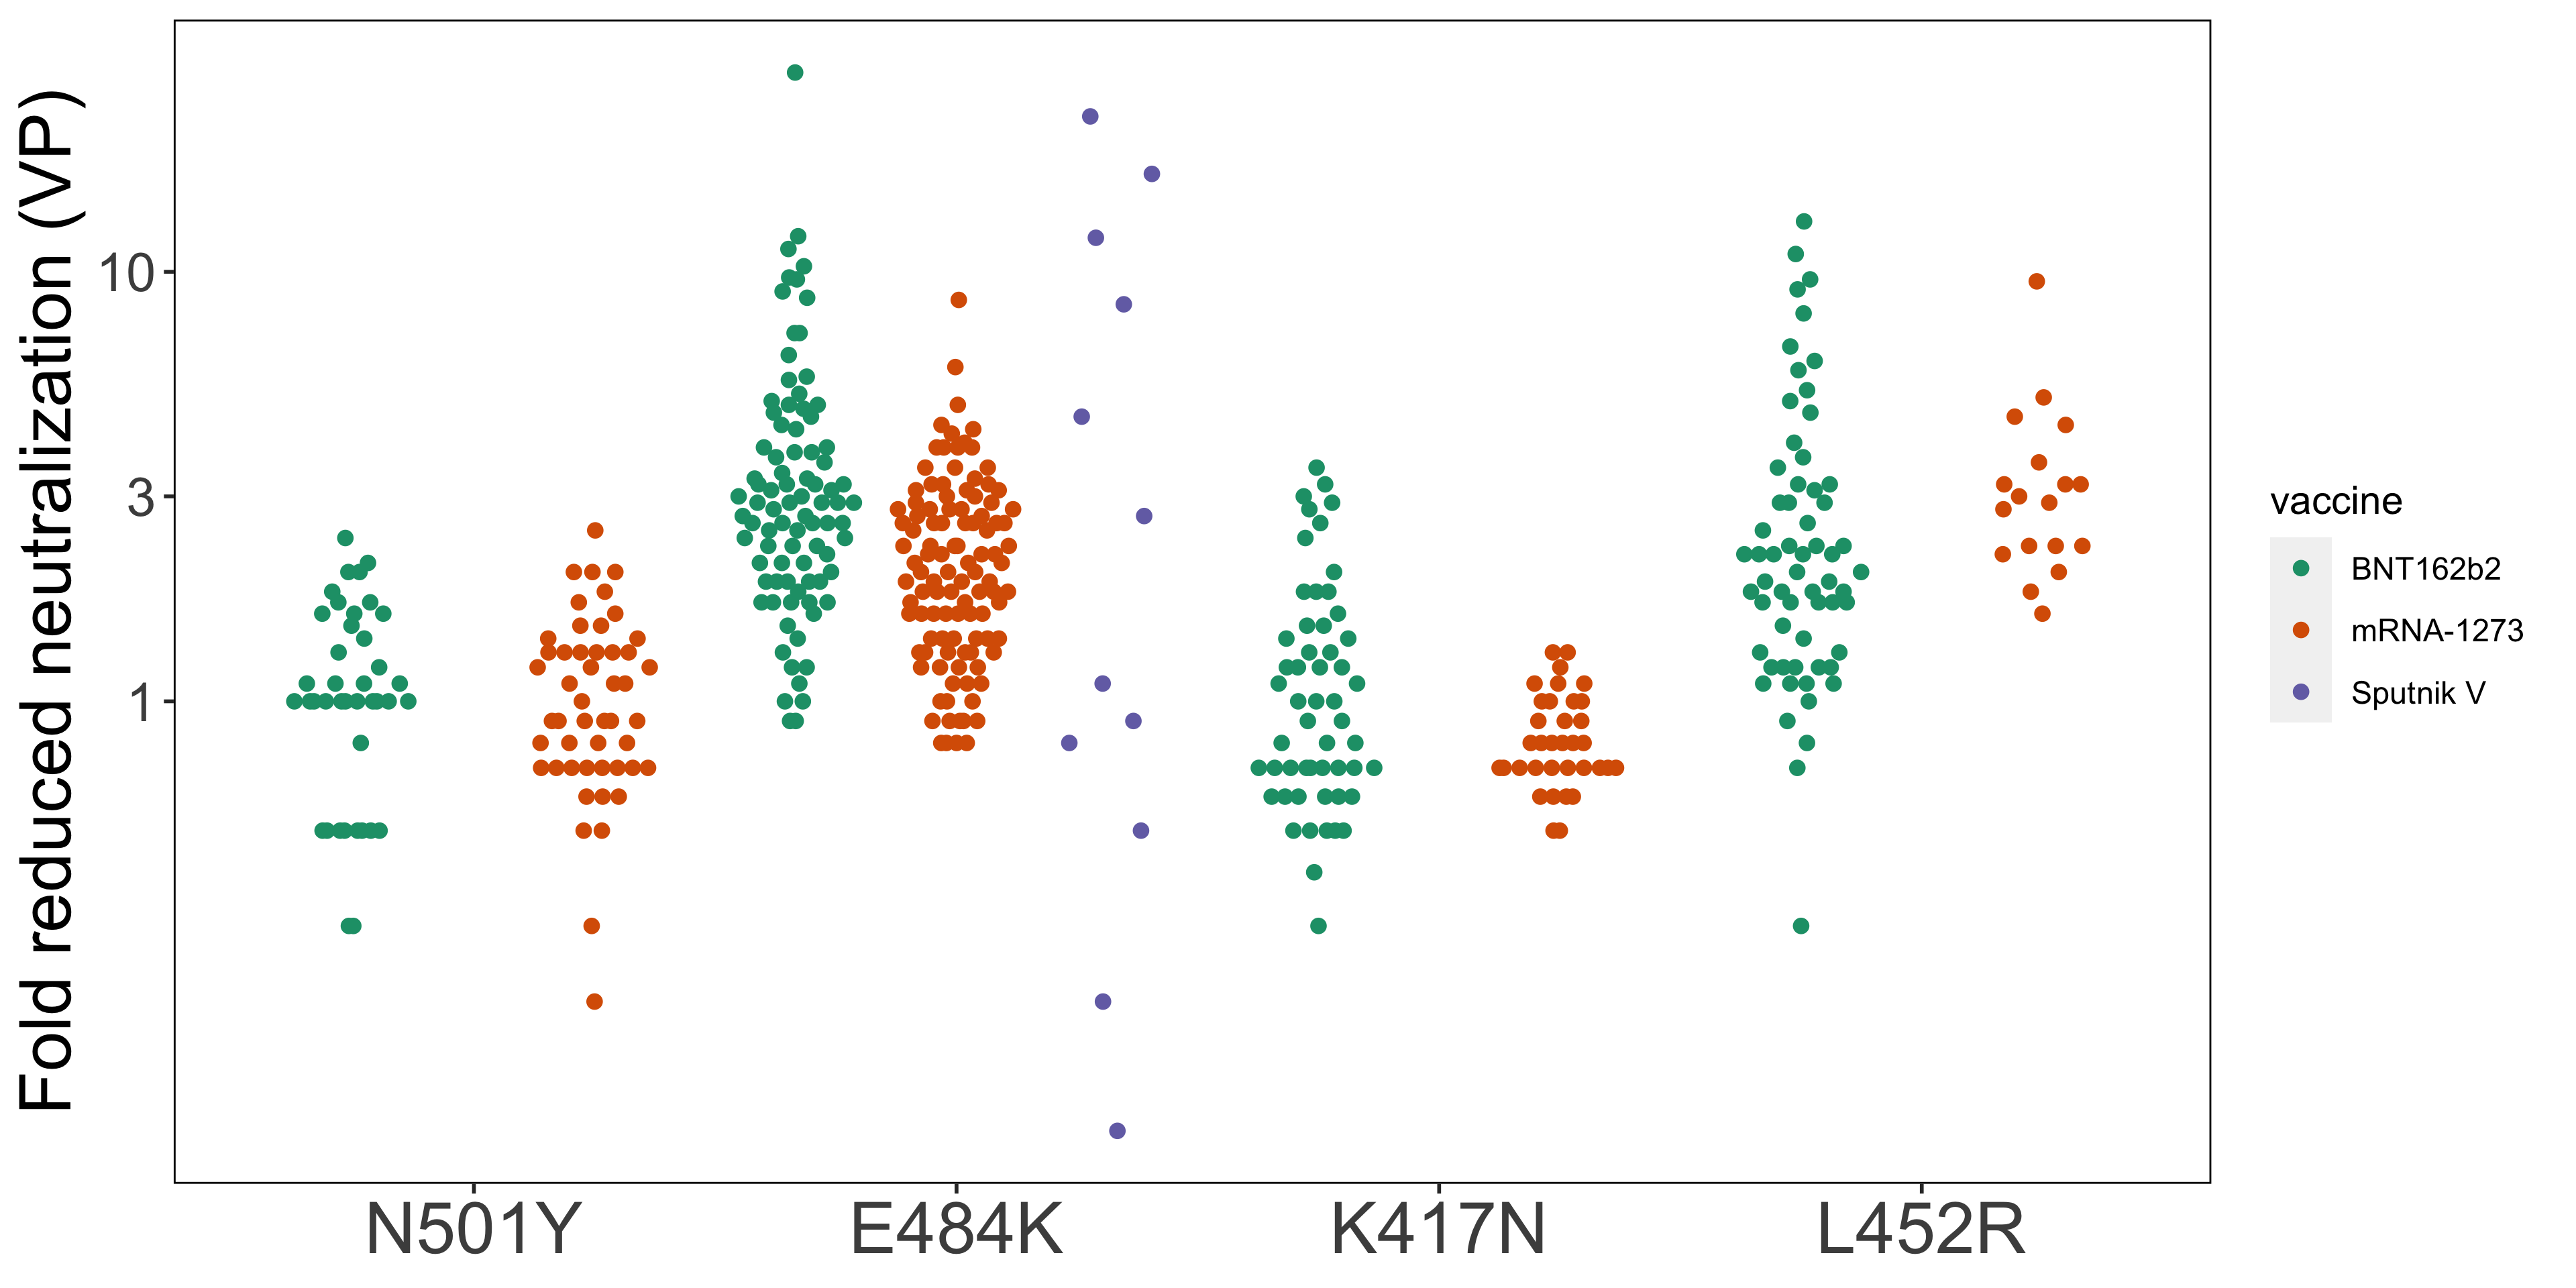 Fold reduced neutralization (VP)
10
3
1
N501Y
E484K
K417N
L452R
vaccine
BNT162b2
mRNA-1273
Sputnik V